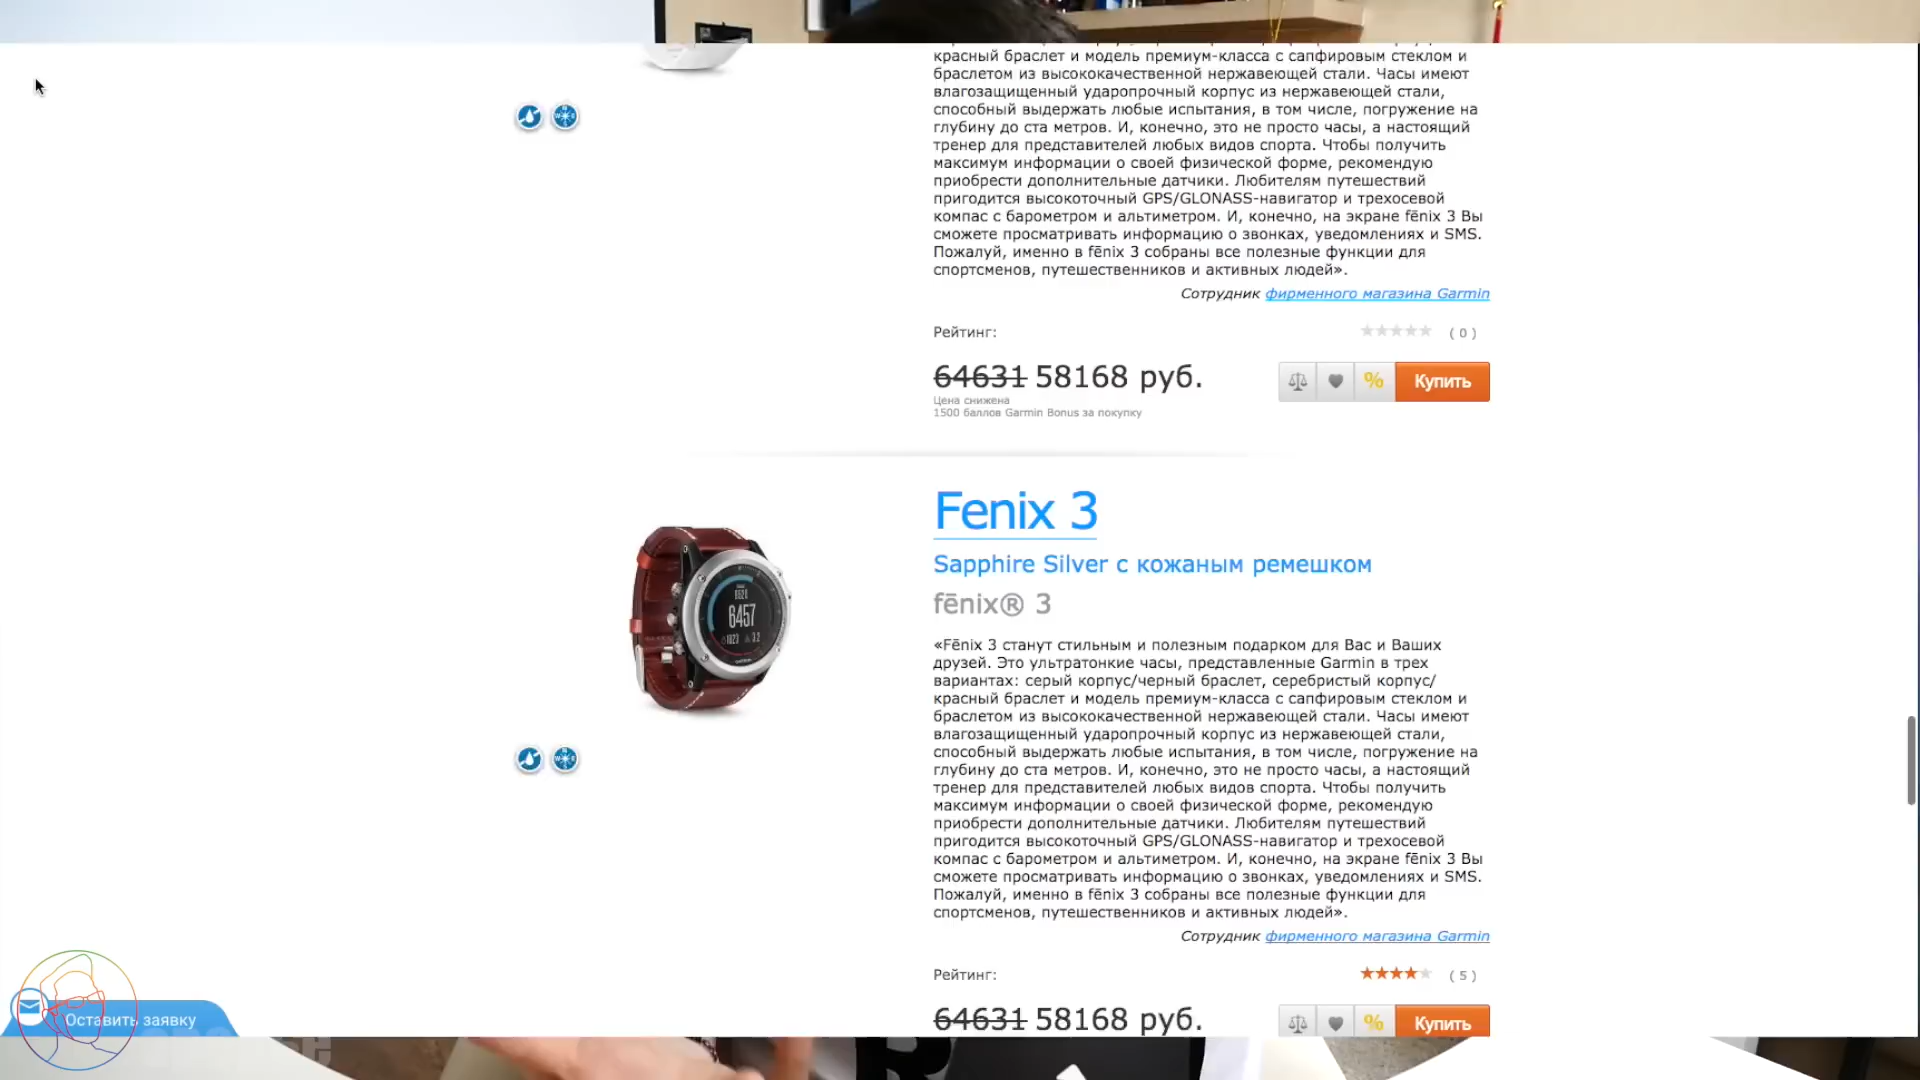 красный браслет и модель премиум-класса с сапфировым стеклом и
браслетом из высококачественной нержавеющей стали. Часы имеют
влагозащищенный ударопрочный корпус из нержавеющей стали,
способный выдержать любые испытания, в том числе, погружение на
глубину до ста метров. И, конечно, это не просто часы, а настоящий
тренер для представителей любых видов спорта. Чтобы получить
максимум информации о своей физической форме, рекомендую
приобрести дополнительные датчики. Любителям путешествий
пригодится высокоточный GPS/GLONASS-навигатор и трехосевой
компас с барометром и альтиметром. И, конечно, на экране fēnix 3 Вы
сможете просматривать информацию о звонках, уведомлениях и SMS.
Пожалуй, именно в fēnix 3 собраны все полезные функции для
спортсменов, путешественников и активных людей».
Сотрудник фирменного магазина Garmin
Рейтинг: ( 0 )
64631 58168 руб.
% Купить
Цена снижена
1500 баллов Garmin Bonus за покупку
Fenix 3
Sapphire Silver с кожаным ремешком
fēnix® 3
6457
«Fēnix 3 станут стильным и полезным подарком для Вас и Ваших
друзей. Это ультратонкие часы, представленные Garmin в трех
вариантах: серый корпус/черный браслет, серебристый корпус/
красный браслет и модель премиум-класса с сапфировым стеклом и
браслетом из высококачественной нержавеющей стали. Часы имеют
влагозащищенный ударопрочный корпус из нержавеющей стали,
способный выдержать любые испытания, в том числе, погружение на
глубину до ста метров. И, конечно, это не просто часы, а настоящий
тренер для представителей любых видов спорта. Чтобы получить
максимум информации о своей физической форме, рекомендую
приобрести дополнительные датчики. Любителям путешествий
пригодится высокоточный GPS/GLONASS-навигатор и трехосевой
компас с барометром и альтиметром. И, конечно, на экране fēnix 3 Вы
сможете просматривать информацию о звонках, уведомлениях и SMS.
Пожалуй, именно в fēnix 3 собраны все полезные функции для
спортсменов, путешественников и активных людей».
Сотрудник фирменного магазина Garmin
Рейтинг: ( 5 )
64631 58168 руб.
% Купить
Оставить заявку